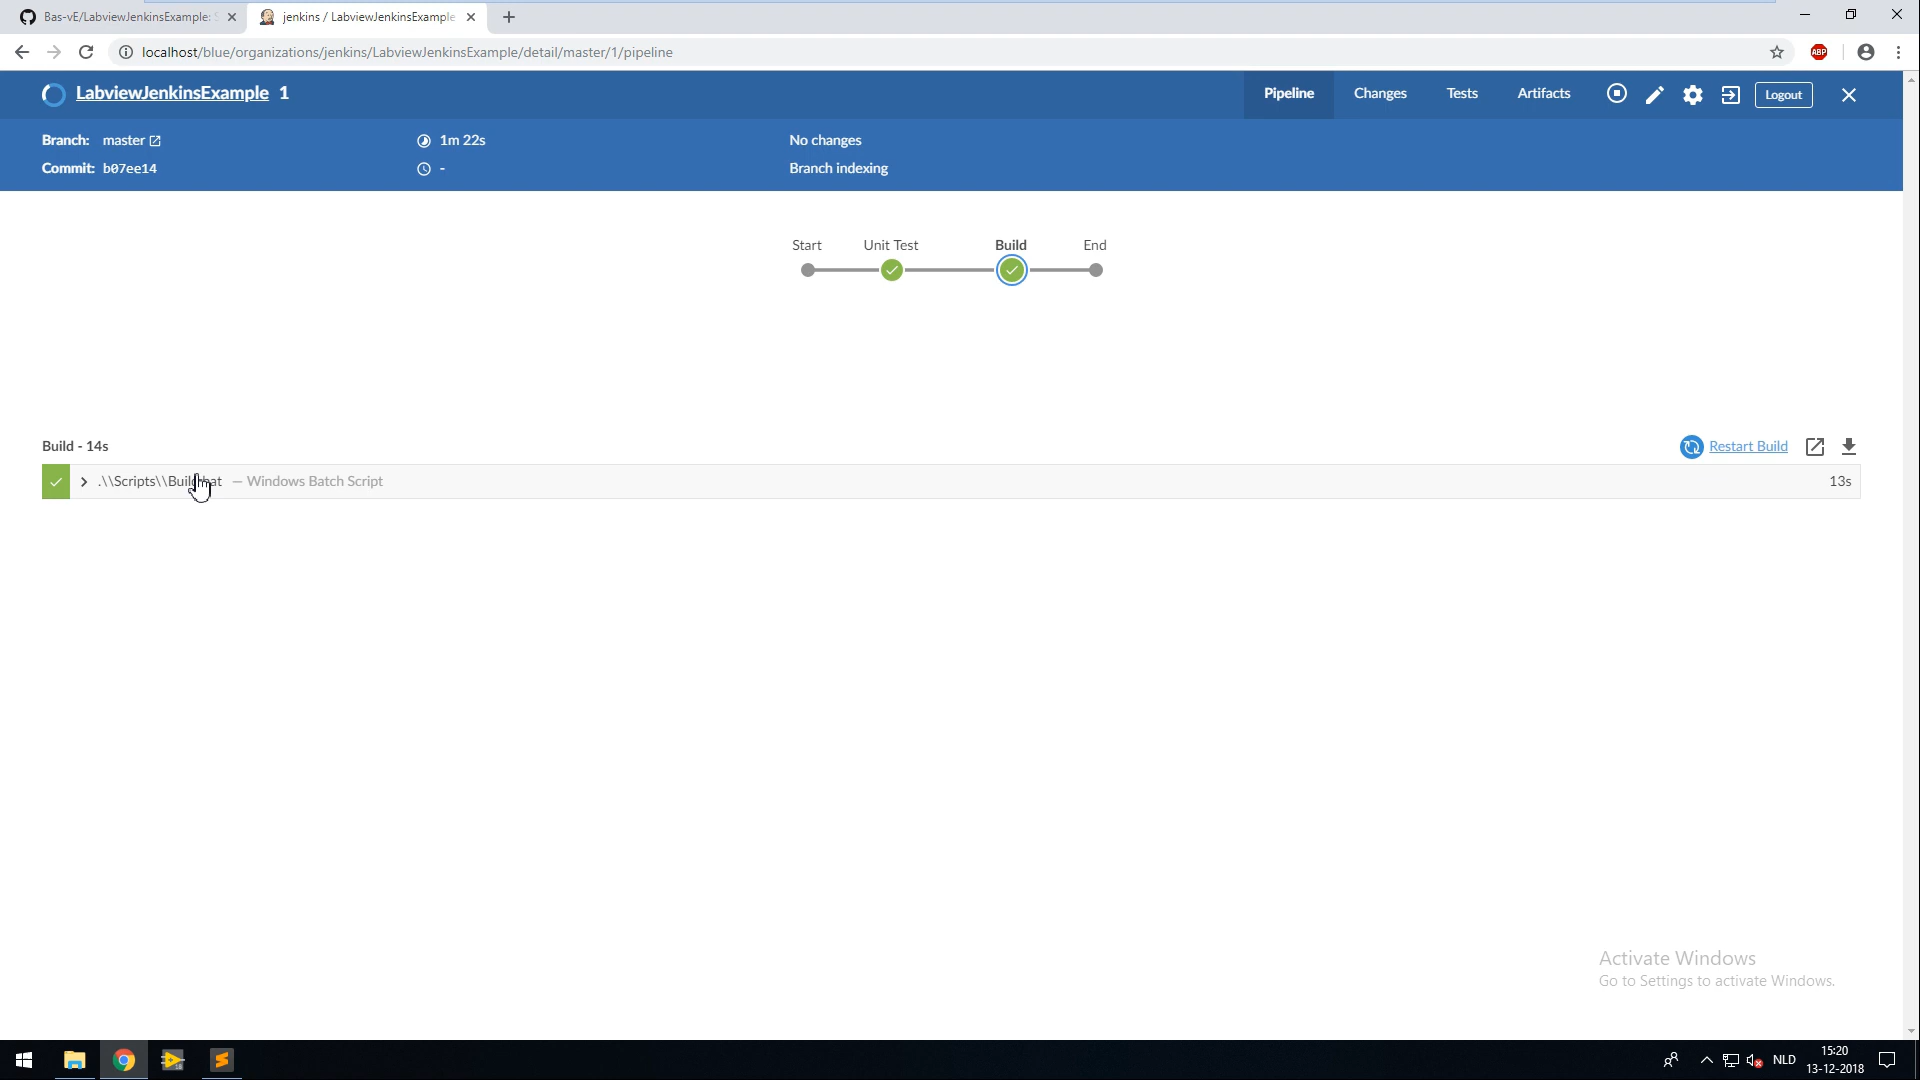 Bas-vE/LabviewJenkinsExample:
jenkins / LabviewJenkinsExample
localhost/blue/organizations/jenkins/LabviewJenkinsExample/detail/master/1/pipeline
ABP
LabviewJenkinsExample 1
Pipeline
Changes
Tests
Artifacts
Logout
Branch: master
1m 22s
No changes
Commit: b07ee14
-
Branch indexing
Start
Unit Test
Build
End
Build - 14s
Restart Build
.\\Scripts\\Build.bat — Windows Batch Script
13s
Activate Windows
Go to Settings to activate Windows.
NLD
15:20
13-12-2018